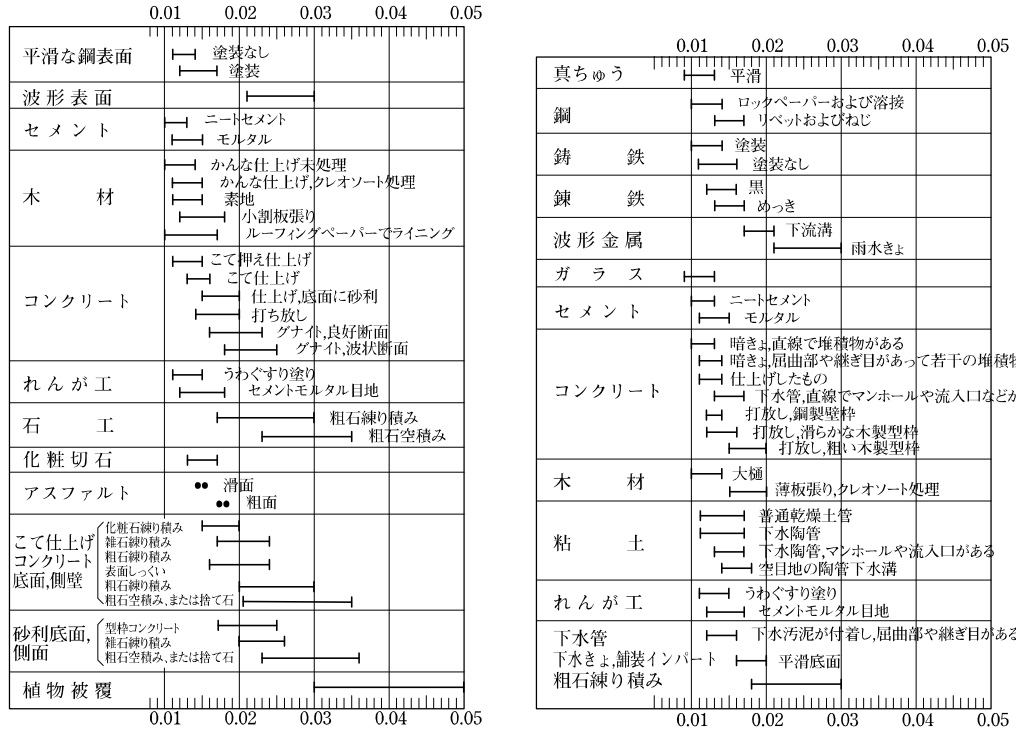 0.01 0.02 0.03 0.04 0.05
平滑な鋼表面
塗装なし
塗装
波形表面
セメント
ニートセメント
モルタル
木材
かんな仕上げ未処理
かんな仕上げ,クレオソート処理
素地
小割板張り
ルーフィングペーパーでライニング
コンクリート
こて押え仕上げ
こて仕上げ
仕上げ,底面に砂利
打ち放し
グナイト,良好断面
グナイト,波状断面
れんが工
うわぐすり塗り
セメントモルタル目地
石工
粗石練り積み
粗石空積み
化粧切石
アスファルト
滑面
粗面
こて仕上げ
コンクリート
底面,側壁
化粧石練り積み
雑石練り積み
粗石練り積み
表面しっくい
粗石練り積み
粗石空積み、または捨て石
砂利底面,
側面
型枠コンクリート
雑石練り積み
粗石空積み、または捨て石
植物被覆
0.01 0.02 0.03 0.04 0.05
0.01 0.02 0.03 0.04 0.05
真ちゅう
平滑
鋼
ロックペーパーおよび溶接
リベットおよびねじ
鋳鉄
塗装
塗装なし
錬鉄
黒
めっき
波形金属
下流溝
雨水きょ
ガラス
セメント
ニートセメント
モルタル
コンクリート
暗きょ,直線で堆積物がある
暗きょ,屈曲部や継ぎ目があって若干の堆積物
仕上げしたもの
下水管,直線でマンホールや流入口などが
打放し,鋼製壁枠
打放し,滑らかな木製型枠
打放し,粗い木製型枠
木材
大樋
薄板張り,クレオソート処理
粘土
普通乾燥土管
下水陶管
下水陶管,マンホールや流入口がある
空目地の陶管下水溝
れんが工
うわぐすり塗り
セメントモルタル目地
下水管
下水汚泥が付着し,屈曲部や継ぎ目がある
下水きょ,舗装インパート
平滑底面
粗石練り積み
0.01 0.02 0.03 0.04 0.05